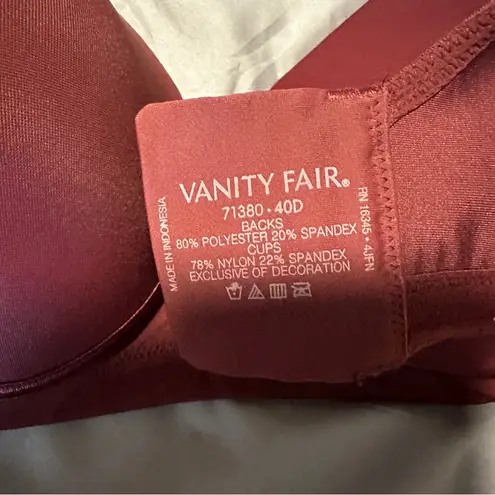 VANITY FAIR®
71380 • 40D
BACKS
80% POLYESTER 20% SPANDEX
CUPS
78% NYLON 22% SPANDEX
EXCLUSIVE OF DECORATION
MADE IN INDONESIA
RN 16345 • 4JFN